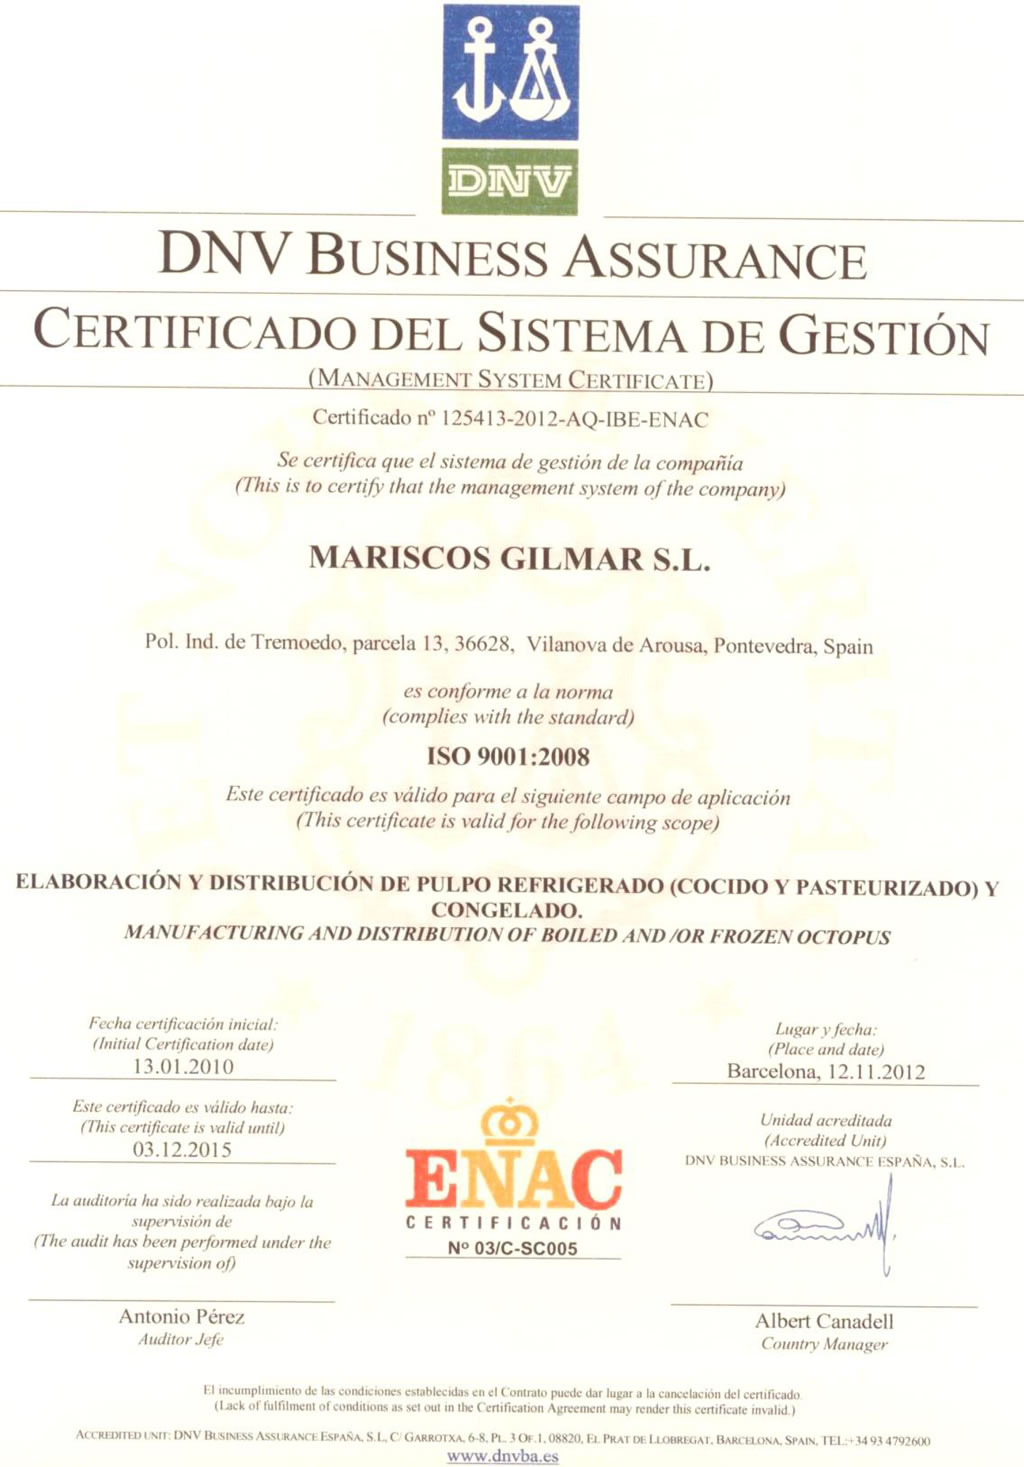 DNV
DNV BUSINESS ASSURANCE
CERTIFICADO DEL SISTEMA DE GESTIÓN
(MANAGEMENT SYSTEM CERTIFICATE)
Certificado nº 125413-2012-AQ-IBE-ENAC
Se certifica que el sistema de gestión de la compañía
(This is to certify that the management system of the company)
MARISCOS GILMAR S.L.
Pol. Ind. de Tremoedo, parcela 13, 36628, Vilanova de Arousa, Pontevedra, Spain
es conforme a la norma
(complies with the standard)
ISO 9001:2008
Este certificado es válido para el siguiente campo de aplicación
(This certificate is valid for the following scope)
ELABORACIÓN Y DISTRIBUCIÓN DE PULPO REFRIGERADO (COCIDO Y PASTEURIZADO) Y
CONGELADO.
MANUFACTURING AND DISTRIBUTION OF BOILED AND /OR FROZEN OCTOPUS
1864
Fecha certificación inicial:
(Initial Certification date)
13.01.2010
Este certificado es válido hasta:
(This certificate is valid until)
03.12.2015
La auditoría ha sido realizada bajo la
supervisión de
(The audit has been performed under the
supervision of)
Antonio Pérez
Auditor Jefe
ENAC
CERTIFICACIÓN
Nº 03/C-SC005
Lugar y fecha:
(Place and date)
Barcelona, 12.11.2012
Unidad acreditada
(Accredited Unit)
DNV BUSINESS ASSURANCE ESPAÑA, S.L.
Albert Canadell
Country Manager
El incumplimiento de las condiciones establecidas en el Contrato puede dar lugar a la cancelación del certificado.
(Lack of fulfilment of conditions as set out in the Certification Agreement may render this certificate invalid.)
ACCREDITED UNIT: DNV BUSINESS ASSURANCE ESPAÑA, S.L, C/ GARROTXA, 6-8, PL. 3 OF.1, 08820, EL PRAT DE LLOBREGAT, BARCELONA, SPAIN, TEL:+34 93 4792600
www.dnvba.es